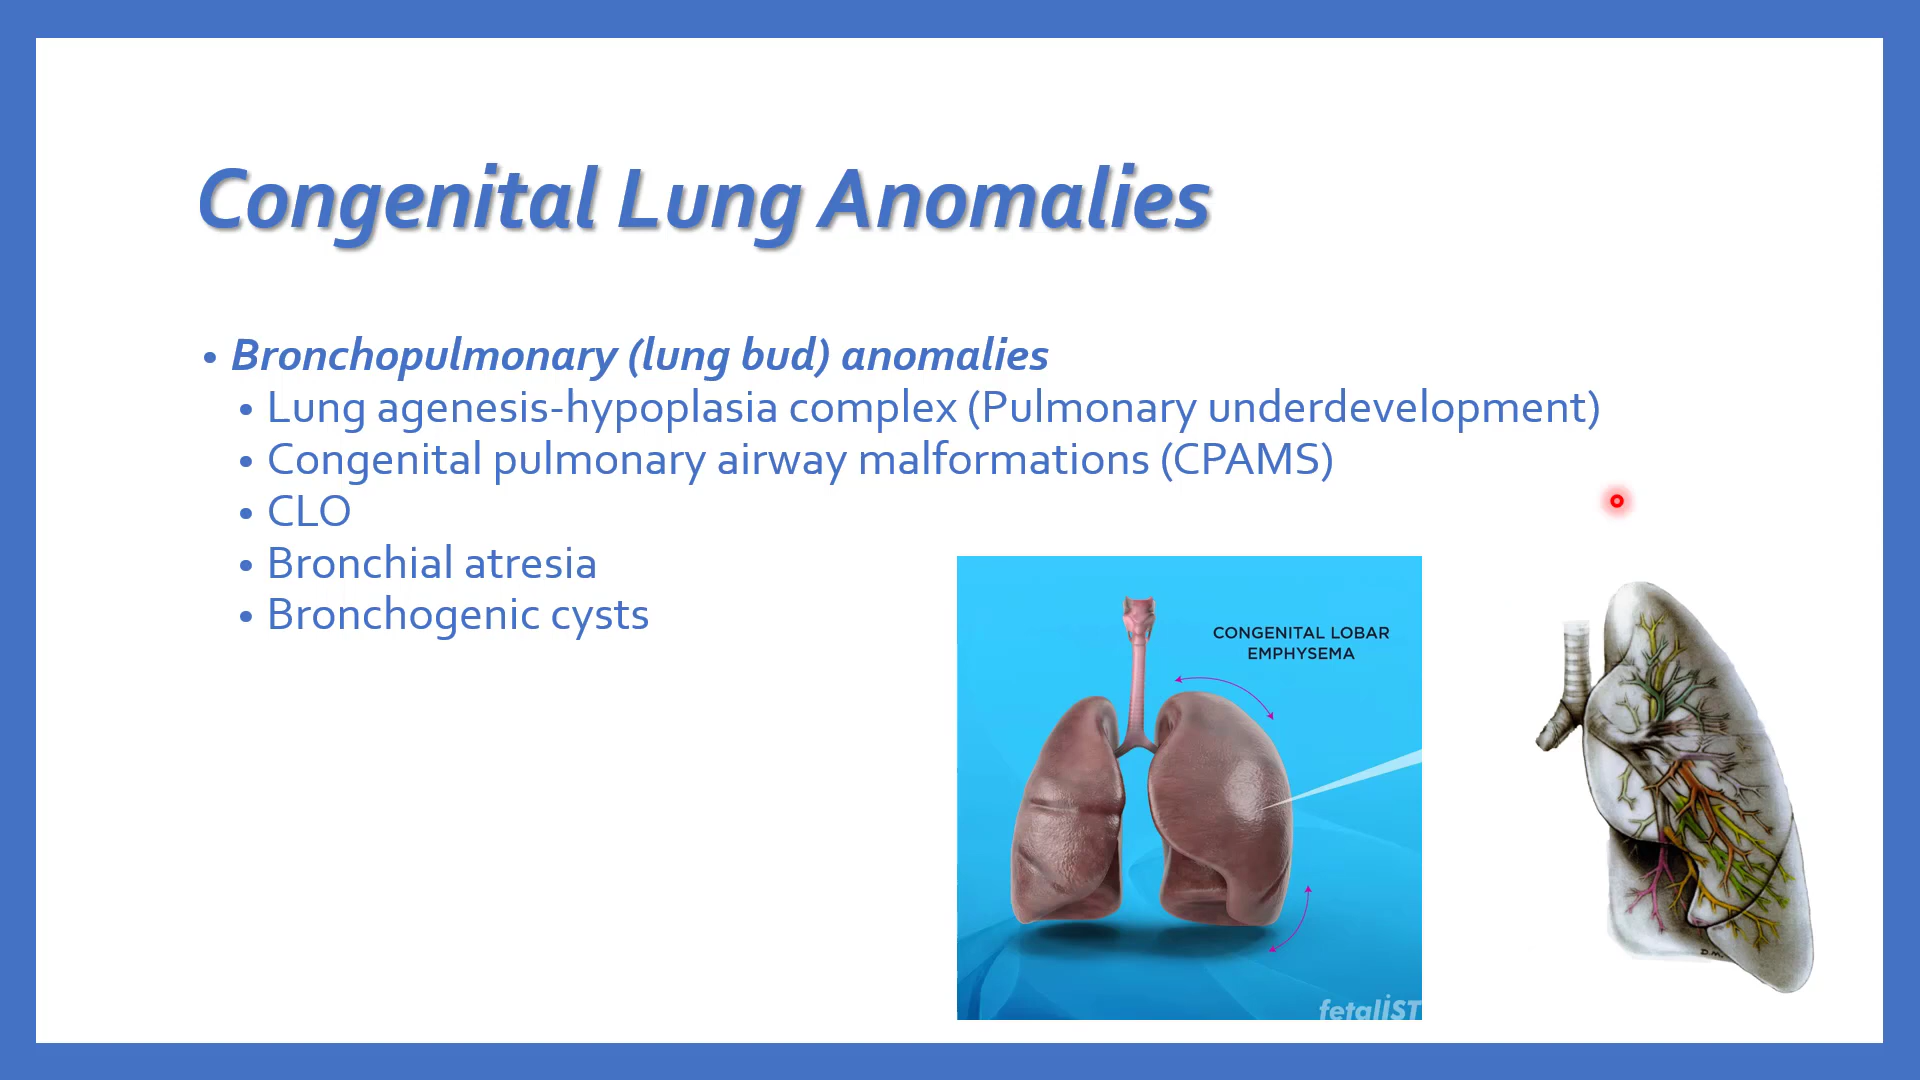 Congenital Lung Anomalies
• Bronchopulmonary (lung bud) anomalies
• Lung agenesis-hypoplasia complex (Pulmonary underdevelopment)
• Congenital pulmonary airway malformations (CPAMS)
• CLO
• Bronchial atresia
• Bronchogenic cysts
CONGENITAL LOBAR
EMPHYSEMA
fetalIST
D.M.